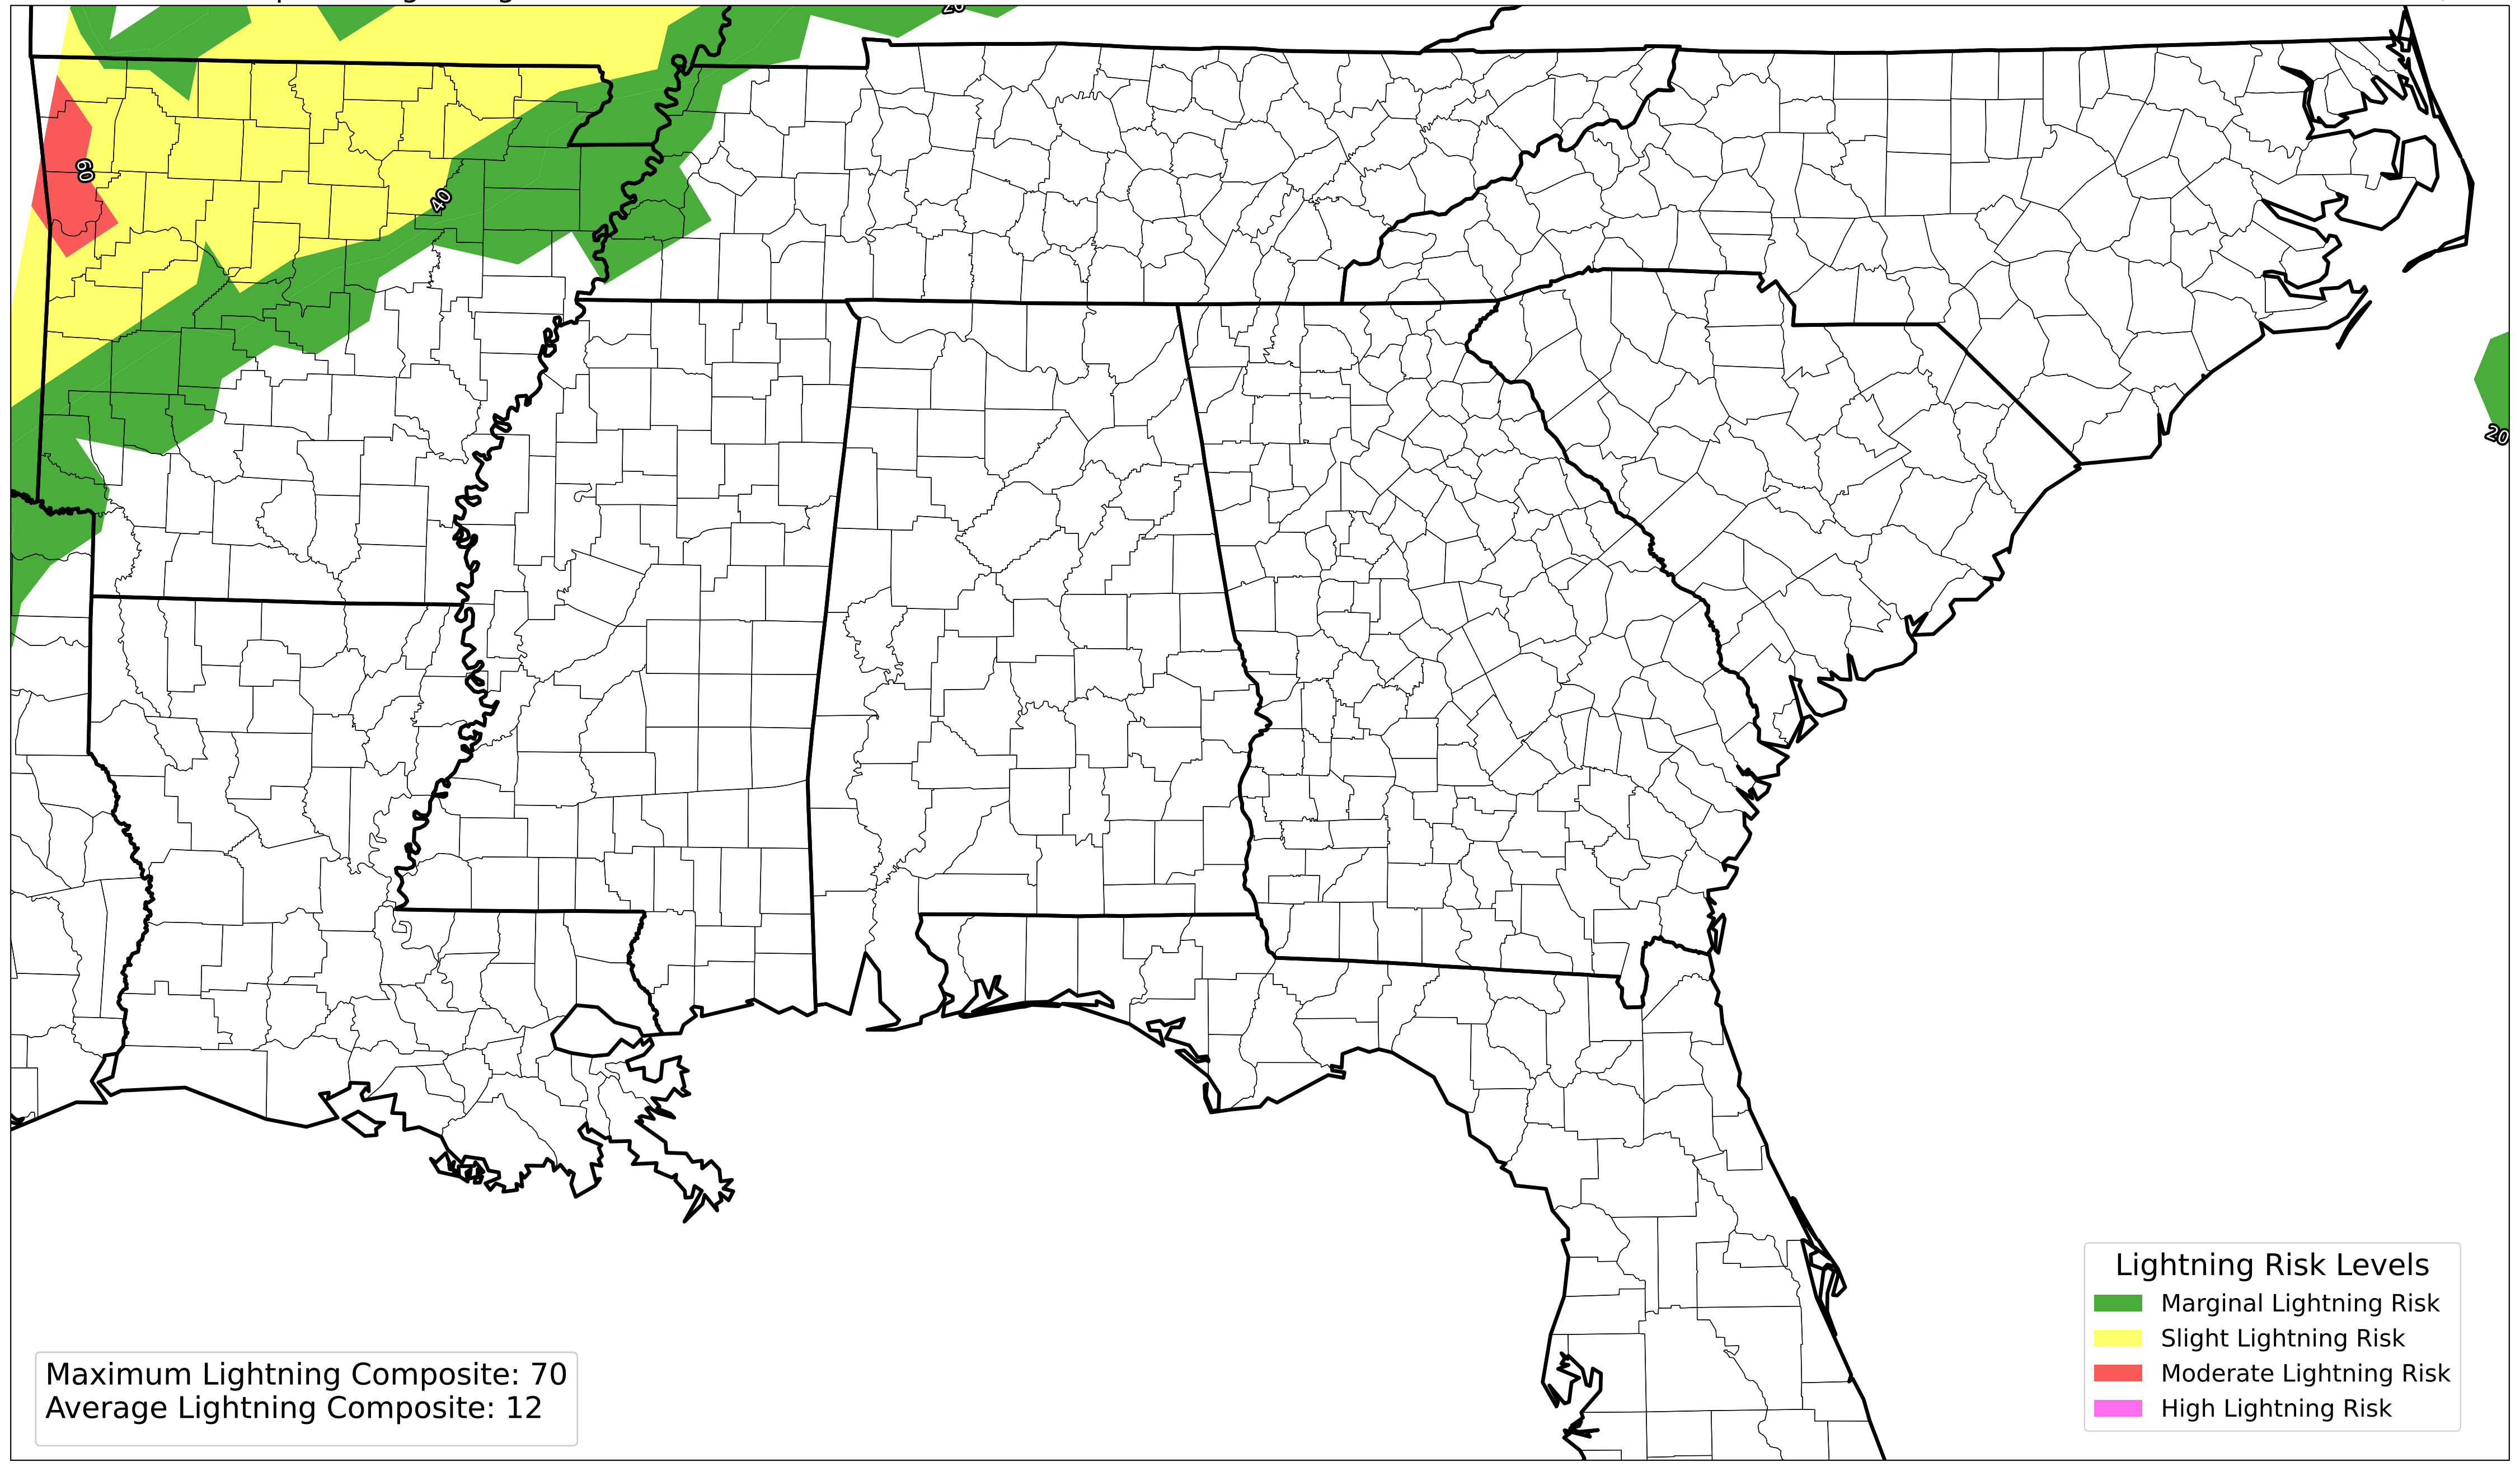 20
60
40
20
Lightning Risk Levels
Marginal Lightning Risk
Slight Lightning Risk
Moderate Lightning Risk
High Lightning Risk
Maximum Lightning Composite: 70
Average Lightning Composite: 12